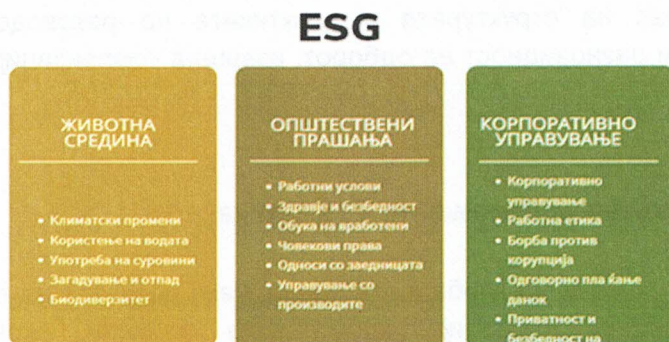 ESG
ЖИВОТНА
СРЕДИНА
• Климатски промени
• Користење на водата
• Употреба на суровини
• Загадување и отпад
• Биодиверзитет
ОПШТЕСТВЕНИ
ПРАШАЊА
• Работни услови
• Здравје и безбедност
• Обука на вработени
• Човекови права
• Односи со заедницата
• Управување со
производите
КОРПОРАТИВНО
УПРАВУВАЊЕ
• Корпоративно
управување
• Работна етика
• Борба против
корупција
• Одговорно пла ќање
данок
• Приватност и
безбедност на